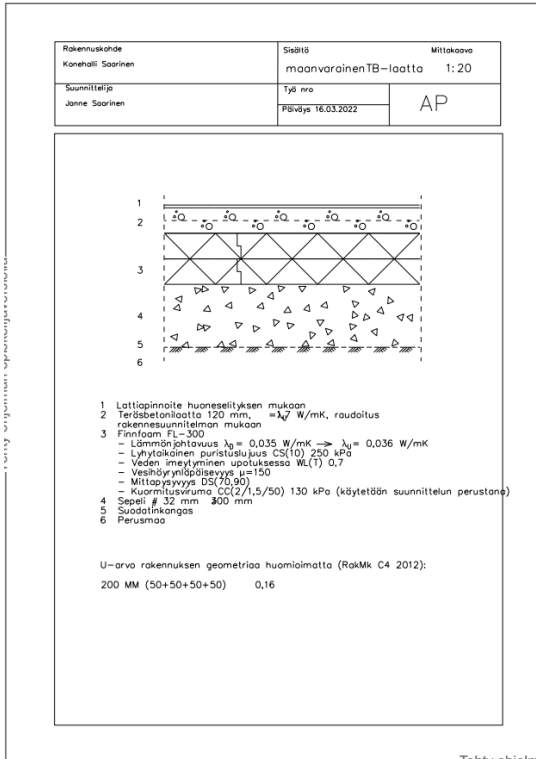 Rakennuskohde
Konehalli Saarinen
Sisältö
Mittakaava
maanvarainen TB-laatta 1:20
Suunnittelija
Janne Saarinen
Työ nro
Päiväys 16.03.2022
AP
1
2
3
4
5
6
1 Lattiapinnoite huoneselityksen mukaan
2 Teräsbetonilaatta 120 mm, =λ 7 W/mK, raudoitus
rakennesuunnitelman mukaan
3 Finnfoam FL-300
- Lämmönjohtavuus λD = 0,035 W/mK → λU = 0,036 W/mK
- Lyhytaikainen puristuslujuus CS(10) 250 kPa
- Veden imeytyminen upotuksessa WL(T) 0,7
- Vesihöyrynläpäisevyys μ=150
- Mittapysyvyys DS(70,90)
- Kuormitusviruma CC(2/1,5/50) 130 kPa (käytetään suunnittelun perustana)
4 Sepeli # 32 mm 300 mm
5 Suodatinkangas
6 Perusmaa
U-arvo rakennuksen geometriaa huomioimatta (RakMk C4 2012):
200 MM (50+50+50+50) 0,16